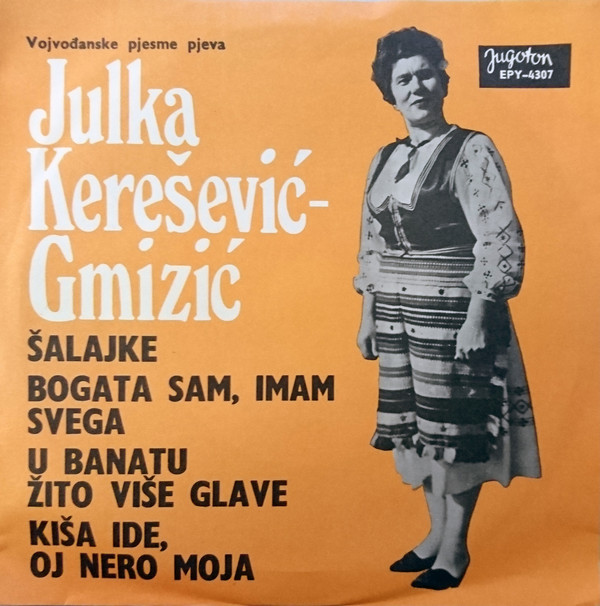 Vojvođanske pjesme pjeva
Julka
Kerešević-
Gmizić
Jugoton
EPY-4307
ŠALAJKE
BOGATA SAM, IMAM
SVEGA
U BANATU
ŽITO VIŠE GLAVE
KIŠA IDE,
OJ NERO MOJA